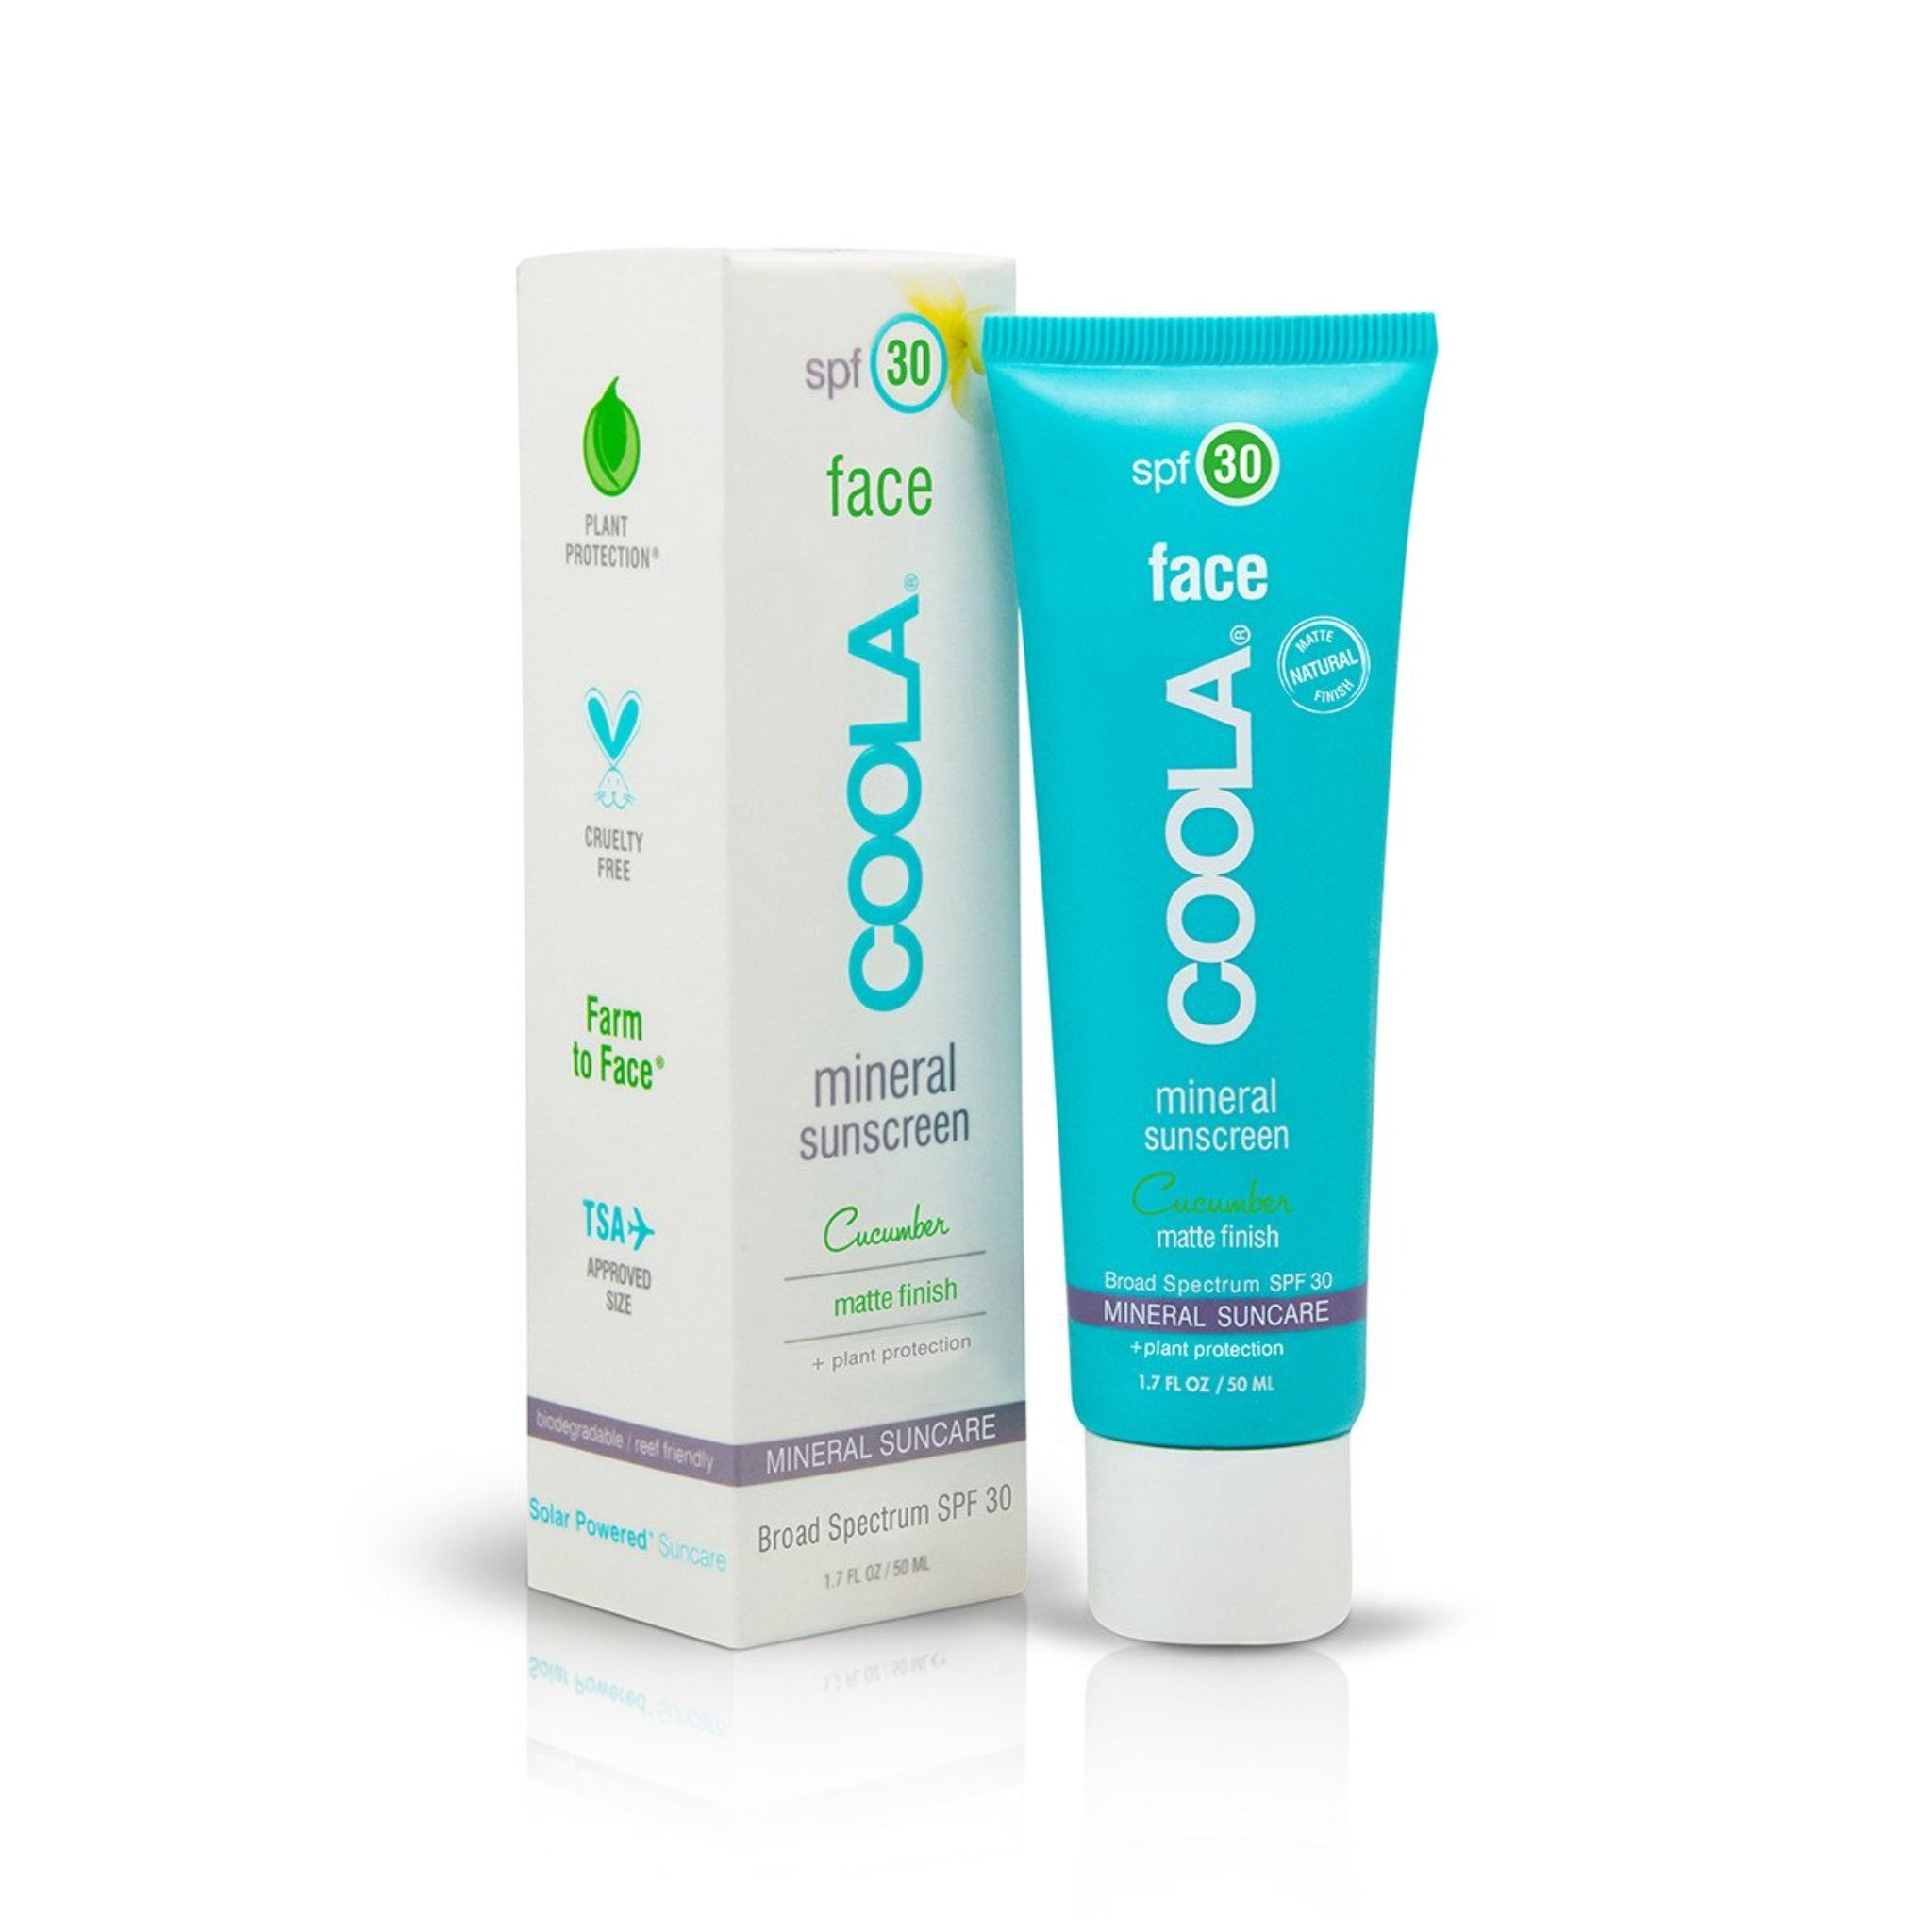 PLANT
PROTECTION®
CRUELTY
FREE
Farm
to Face®
TSA
APPROVED
SIZE
biodegradable / reef friendly
Solar Powered® Suncare
spf 30
face
COOLA®
mineral
sunscreen
Cucumber
matte finish
+ plant protection
MINERAL SUNCARE
Broad Spectrum SPF 30
1.7 FL OZ / 50 ML
spf 30
face
COOLA®
MATTE
NATURAL
FINISH
mineral
sunscreen
Cucumber
matte finish
Broad Spectrum SPF 30
MINERAL SUNCARE
+plant protection
1.7 FL OZ / 50 ML